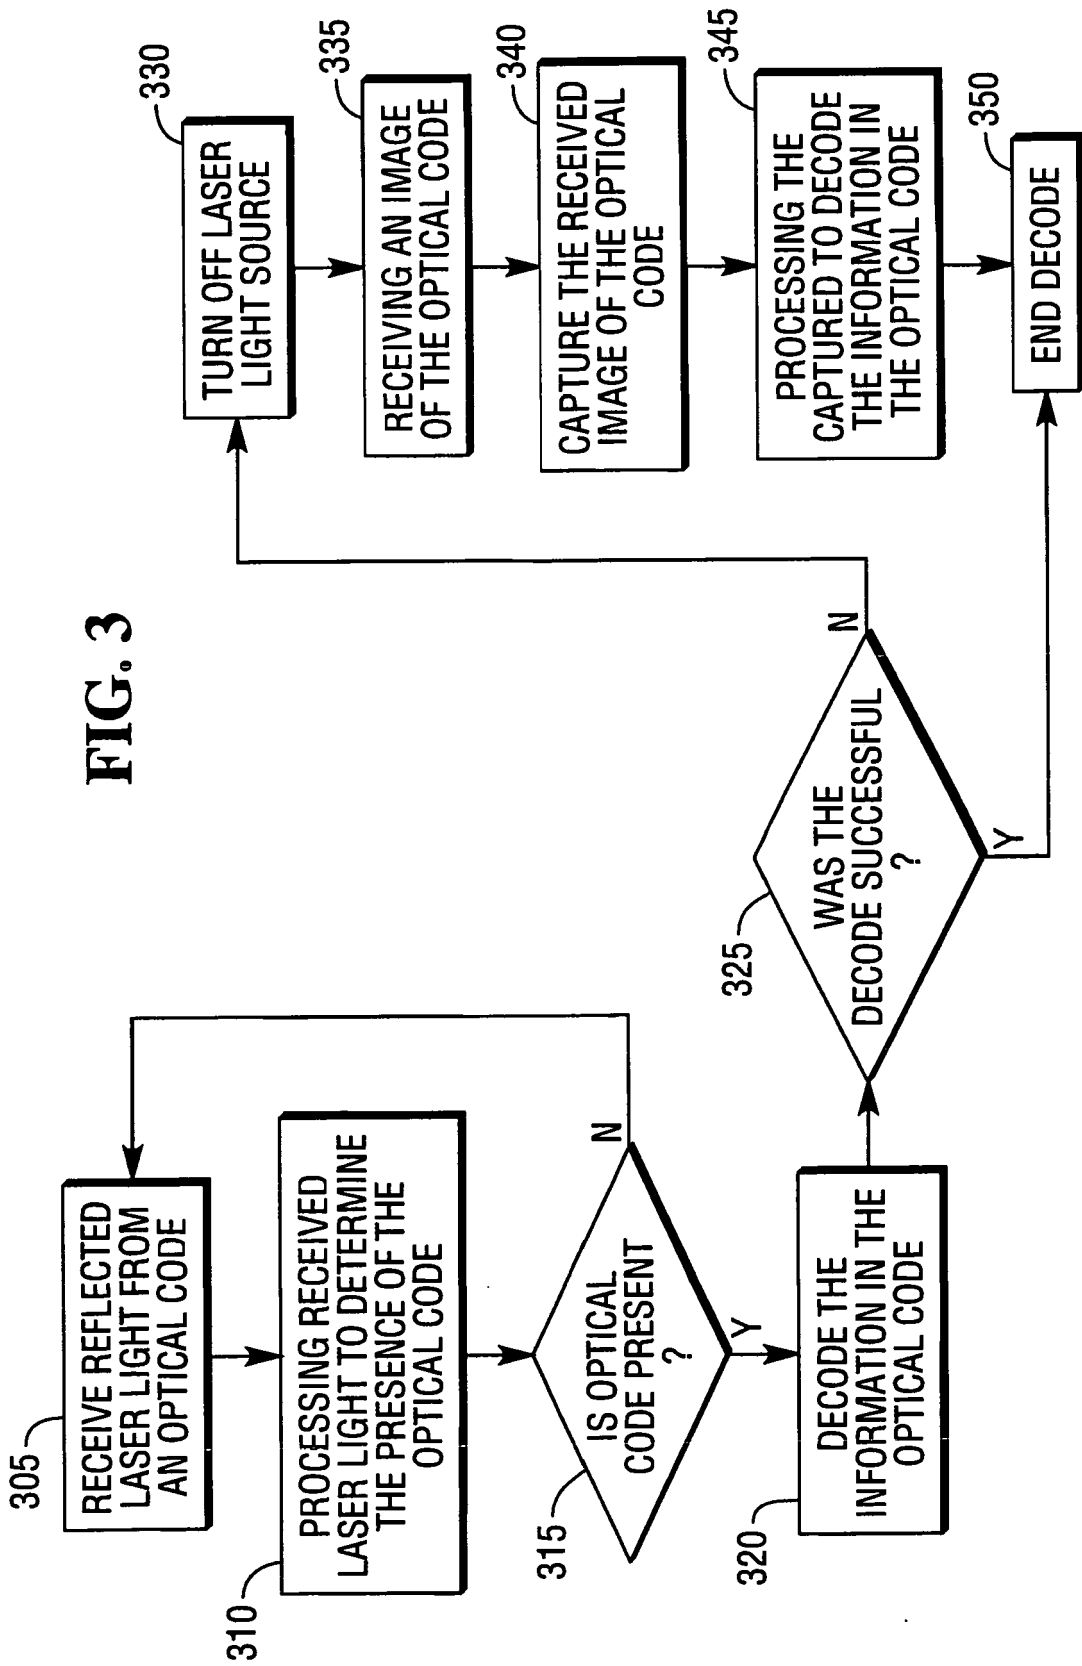 FIG. 3
305
RECEIVE REFLECTED
LASER LIGHT FROM
AN OPTICAL CODE
310
PROCESSING RECEIVED
LASER LIGHT TO DETERMINE
THE PRESENCE OF THE
OPTICAL CODE
315
IS OPTICAL
CODE PRESENT
?
N
Y
320
DECODE THE
INFORMATION IN THE
OPTICAL CODE
325
WAS THE
DECODE SUCCESSFUL
?
N
Y
330
TURN OFF LASER
LIGHT SOURCE
335
RECEIVING AN IMAGE
OF THE OPTICAL CODE
340
CAPTURE THE RECEIVED
IMAGE OF THE OPTICAL
CODE
345
PROCESSING THE
CAPTURED TO DECODE
THE INFORMATION IN
THE OPTICAL CODE
350
END DECODE